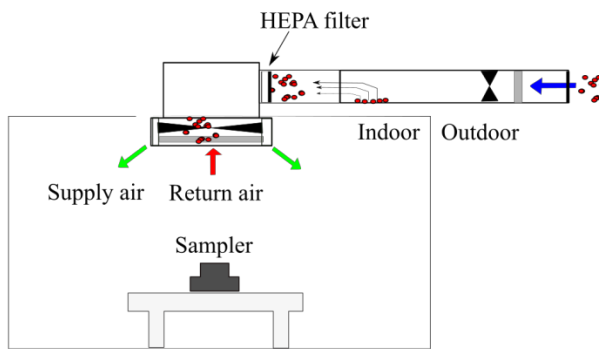 HEPA filter
Indoor
Outdoor
Supply air
Return air
Sampler